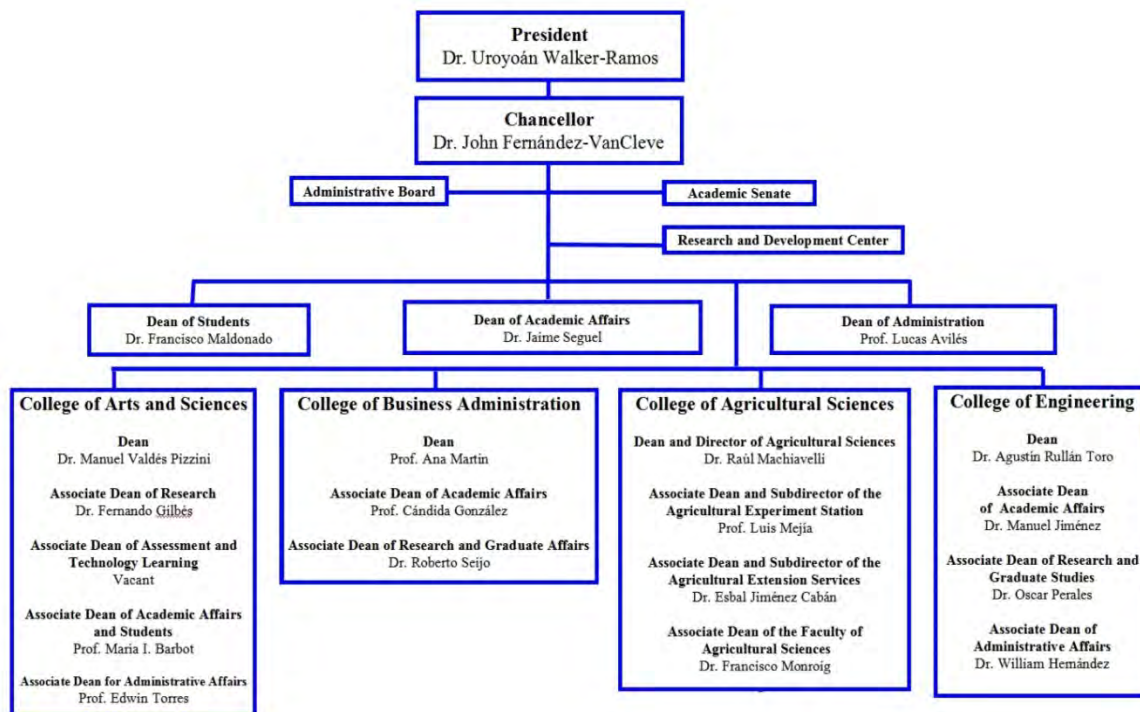 President
Dr. Uroyoán Walker-Ramos
Chancellor
Dr. John Fernández-VanCleve
Administrative Board
Academic Senate
Research and Development Center
Dean of Students
Dr. Francisco Maldonado
Dean of Academic Affairs
Dr. Jaime Seguel
Dean of Administration
Prof. Lucas Avilés
College of Arts and Sciences
Dean
Dr. Manuel Valdés Pizzini
Associate Dean of Research
Dr. Fernando Gilbés
Associate Dean of Assessment and
Technology Learning
Vacant
Associate Dean of Academic Affairs
and Students
Prof. Maria I. Barbot
Associate Dean for Administrative Affairs
Prof. Edwin Torres
College of Business Administration
Dean
Prof. Ana Martin
Associate Dean of Academic Affairs
Prof. Cándida González
Associate Dean of Research and Graduate Affairs
Dr. Roberto Seijo
College of Agricultural Sciences
Dean and Director of Agricultural Sciences
Dr. Raúl Machiavelli
Associate Dean and Subdirector of the
Agricultural Experiment Station
Prof. Luis Mejía
Associate Dean and Subdirector of the
Agricultural Extension Services
Dr. Esbal Jiménez Cabán
Associate Dean of the Faculty of
Agricultural Sciences
Dr. Francisco Monroig
College of Engineering
Dean
Dr. Agustín Rullán Toro
Associate Dean
of Academic Affairs
Dr. Manuel Jiménez
Associate Dean of Research and
Graduate Studies
Dr. Oscar Perales
Associate Dean of
Administrative Affairs
Dr. William Hernández